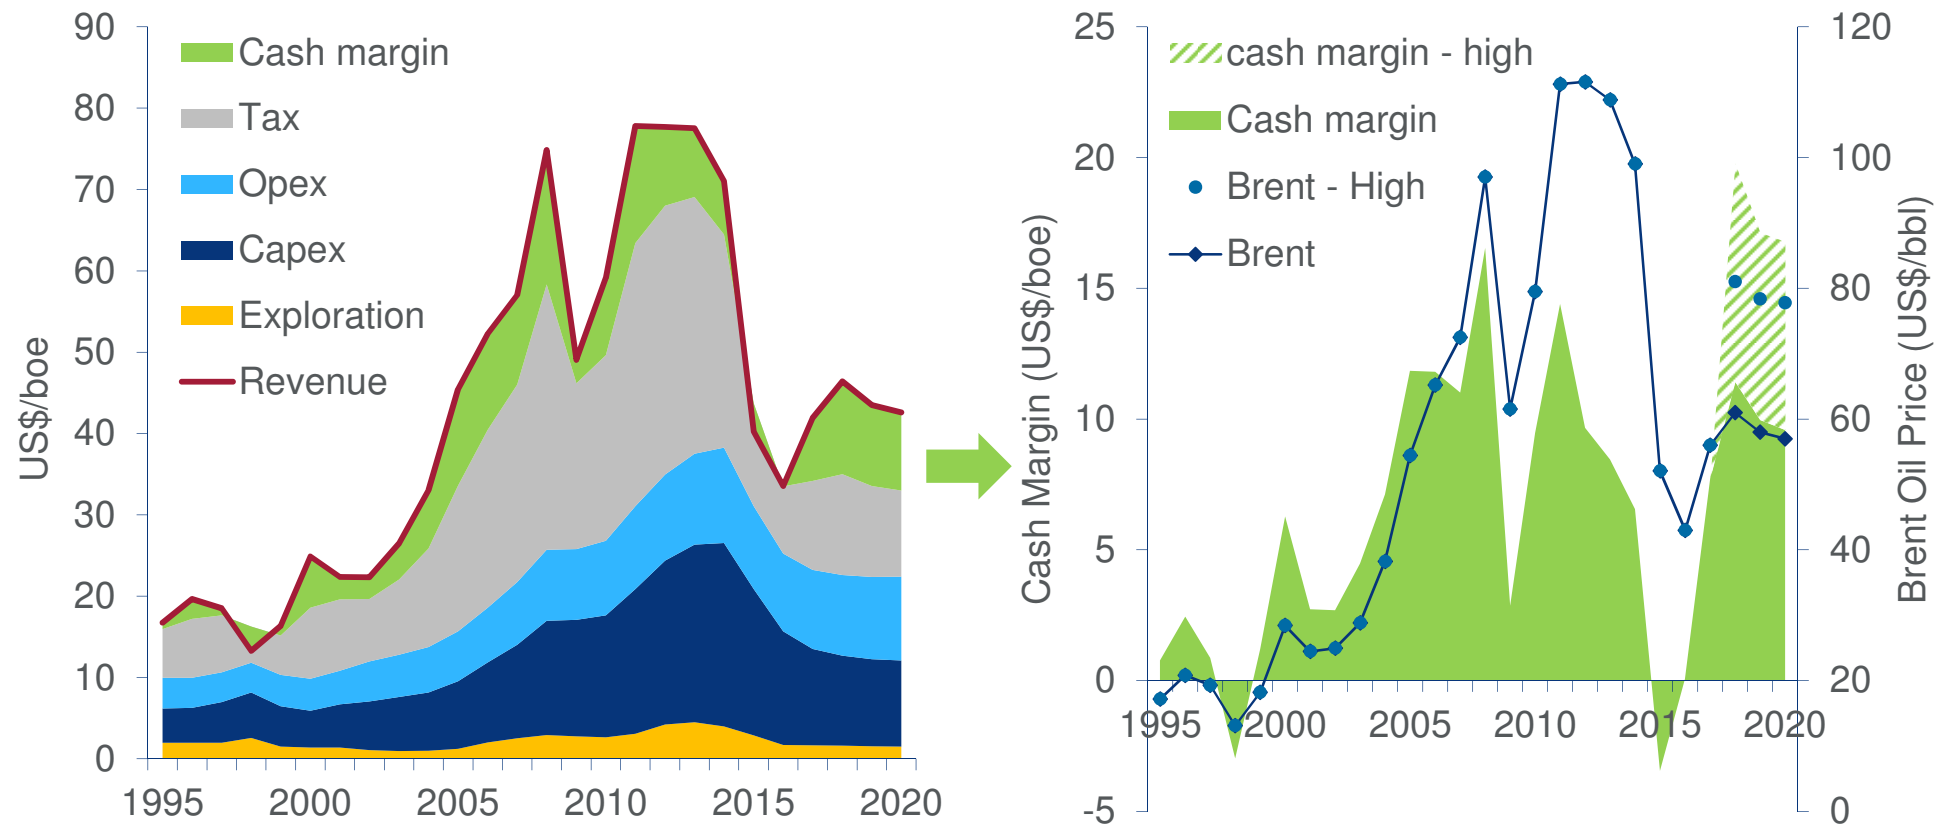 90
80
70
60
50
40
30
20
10
0
US$/boe
Cash margin
Tax
Opex
Capex
Exploration
Revenue
1995 2000 2005 2010 2015 2020
25
20
15
10
5
0
-5
Cash Margin (US$/boe)
cash margin - high
Cash margin
Brent - High
Brent
1995 2000 2005 2010 2015 2020
120
100
80
60
40
20
0
Brent Oil Price (US$/bbl)